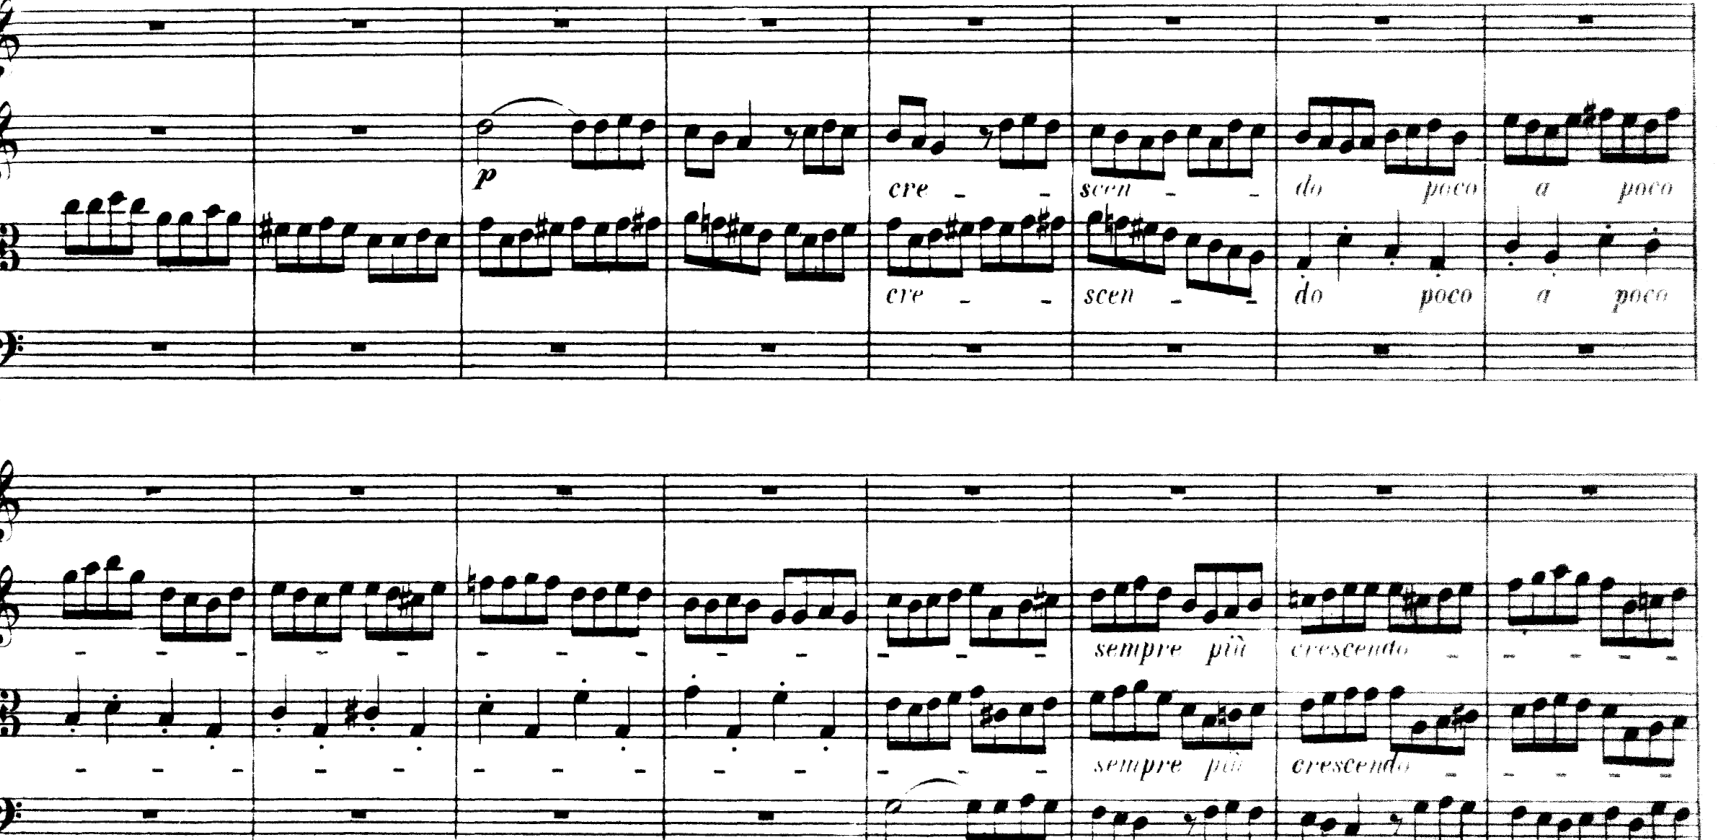 p
cre - - scen - - do poco a poco
cre - - scen - - do poco a poco
- - - - - - - - - - - sempre più crescendo - - - -
- - - - - - - - - - - sempre più crescendo - - - -